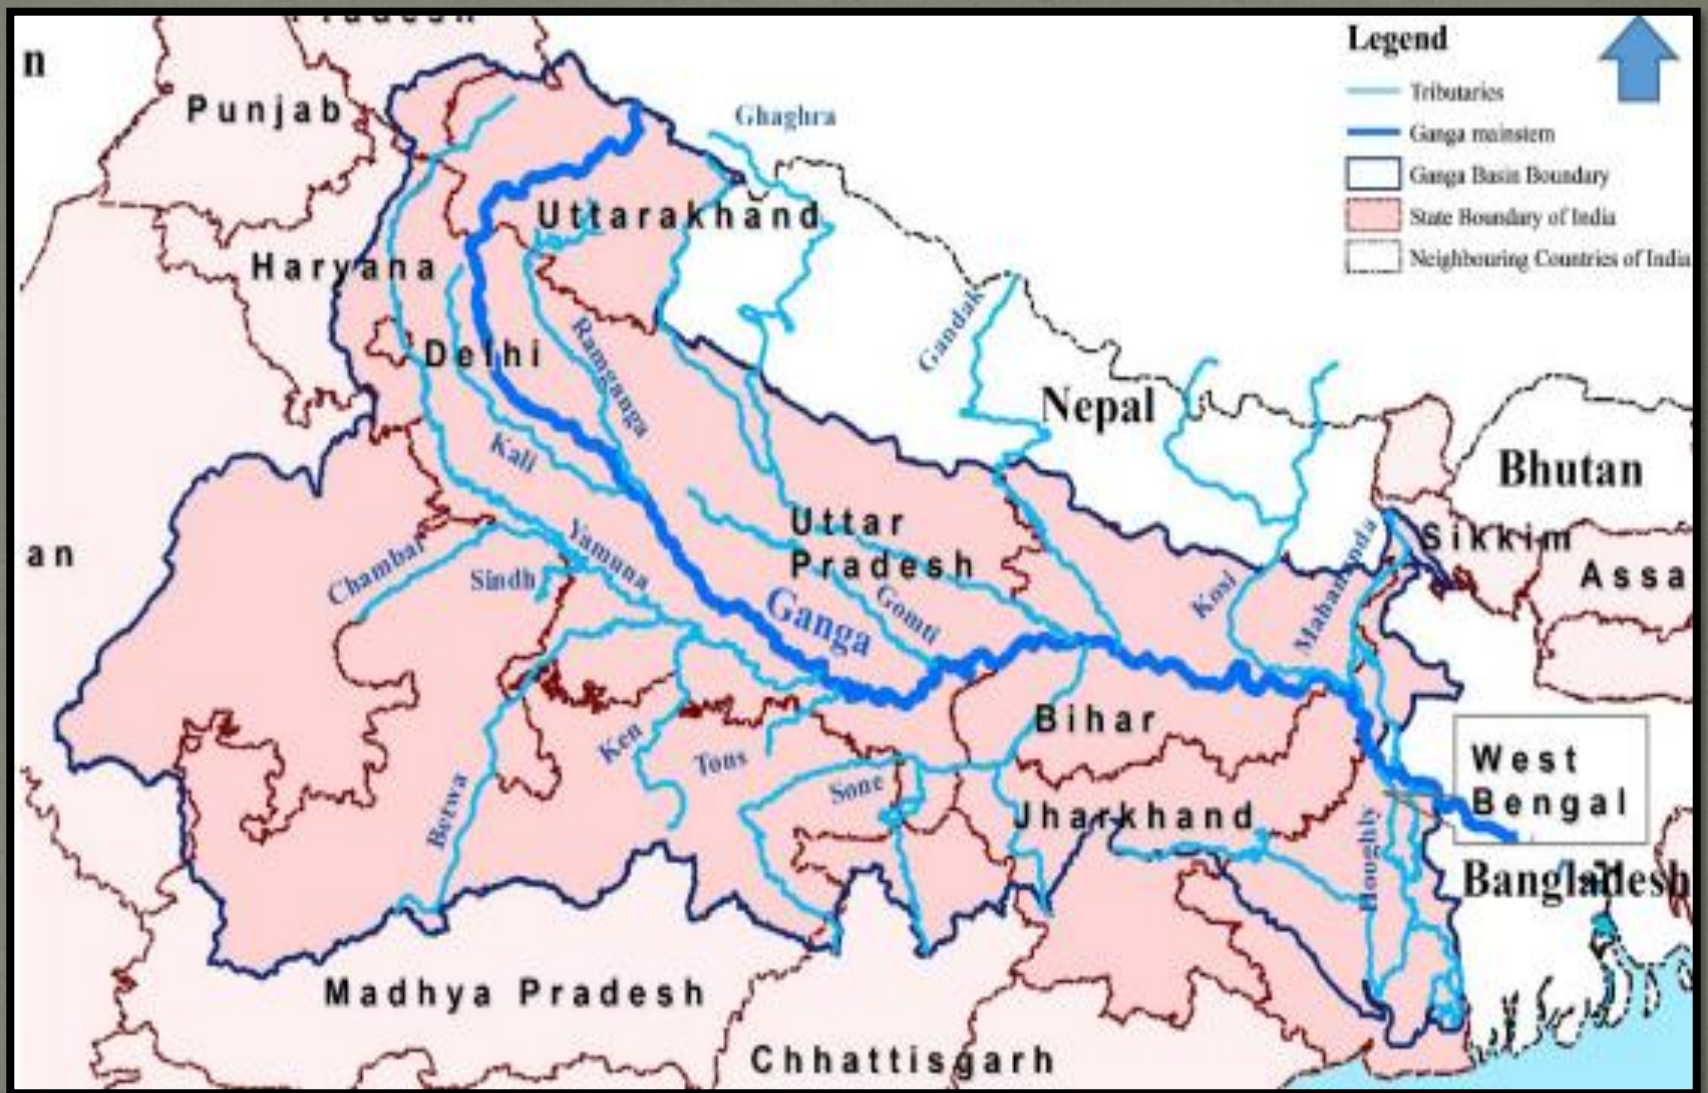 Pradesh
n
Punjab
Haryana
Delhi
Uttarakhand
Ghaghra
Legend
Tributaries
Ganga mainstem
Ganga Basin Boundary
State Boundary of India
Neighbouring Countries of India
Ramganga
Kali
Gandak
Nepal
Bhutan
Sikkim
Assa
an
Chambal
Sindh
Yamuna
Uttar
Pradesh
Ganga
Gomti
Kosi
Mahananda
Betwa
Ken
Tons
Sone
Bihar
Jharkhand
West
Bengal
Houghly
Bangladesh
Madhya Pradesh
Chhattisgarh